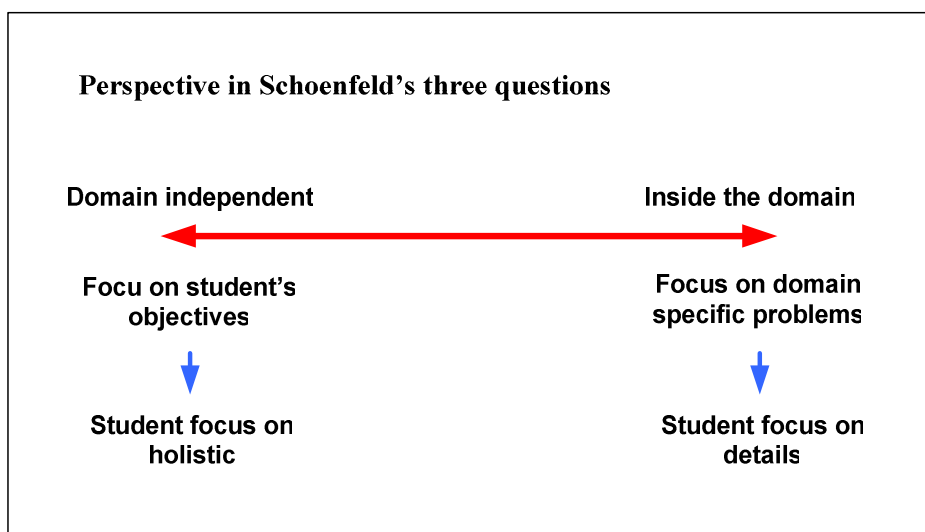 Perspective in Schoenfeld's three questions
Domain independent
Inside the domain
Focu on student's
objectives
Focus on domain
specific problems
Student focus on
holistic
Student focus on
details